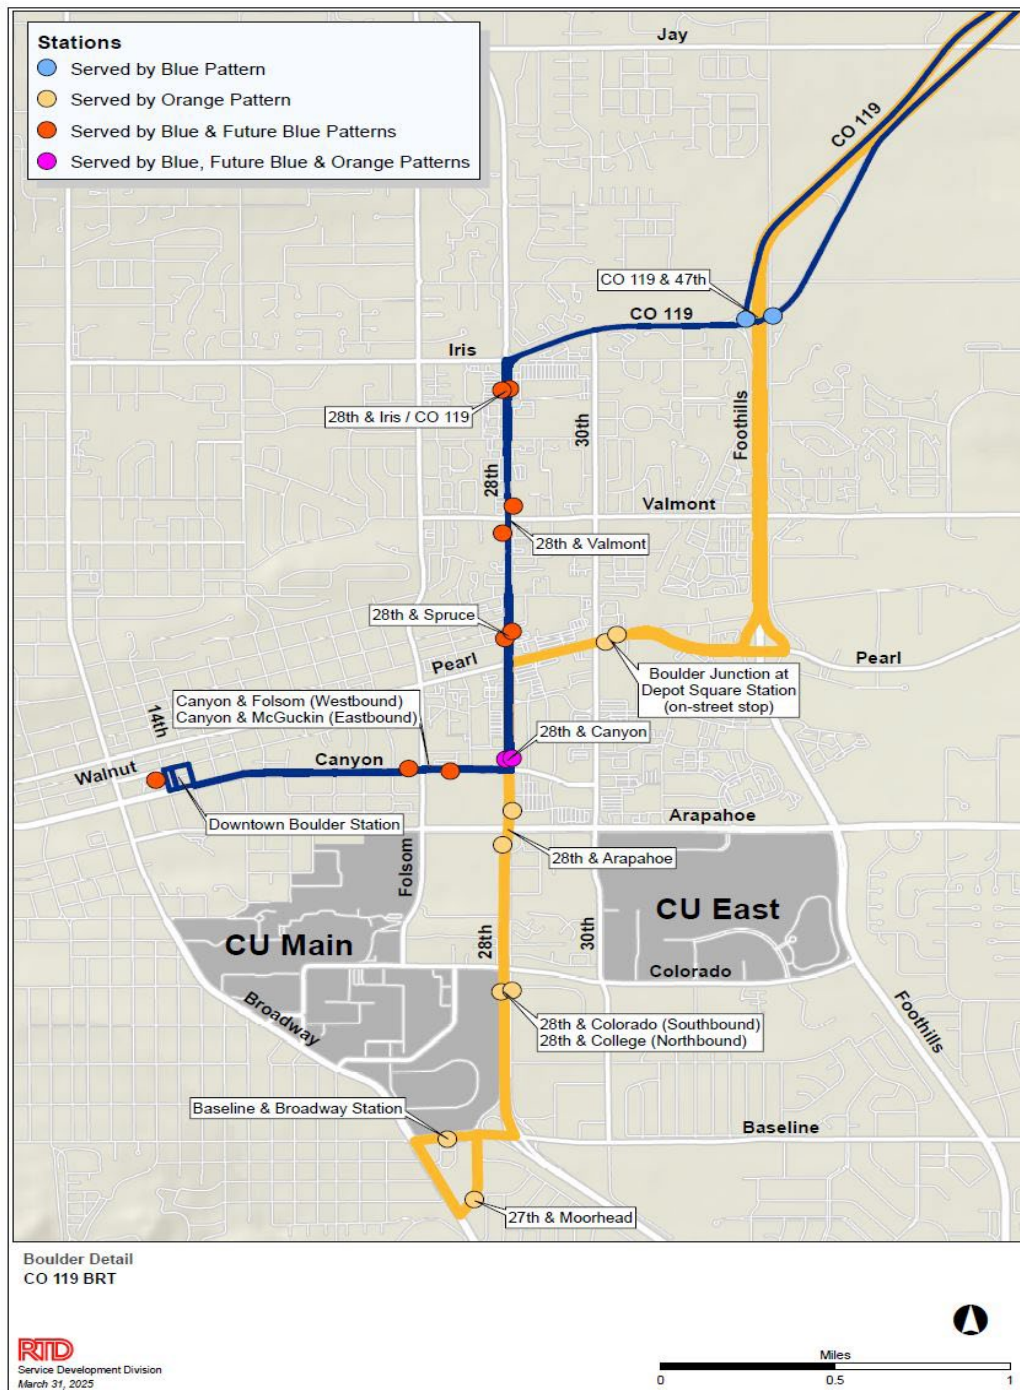 Stations
Served by Blue Pattern
Served by Orange Pattern
Served by Blue & Future Blue Patterns
Served by Blue, Future Blue & Orange Patterns
Jay
CO 119
CO 119 & 47th
CO 119
Iris
28th & Iris / CO 119
30th
Foothills
28th
Valmont
28th & Valmont
28th & Spruce
Pearl
Pearl
Boulder Junction at
Depot Square Station
(on-street stop)
Canyon & Folsom (Westbound)
Canyon & McGuckin (Eastbound)
14th
28th & Canyon
Walnut
Canyon
Downtown Boulder Station
Arapahoe
28th & Arapahoe
Folsom
CU East
CU Main
28th
30th
Colorado
Broadway
Foothills
28th & Colorado (Southbound)
28th & College (Northbound)
Baseline & Broadway Station
Baseline
27th & Moorhead
Boulder Detail
CO 119 BRT
RTD
Service Development Division
March 31, 2025
Miles
0 0.5 1